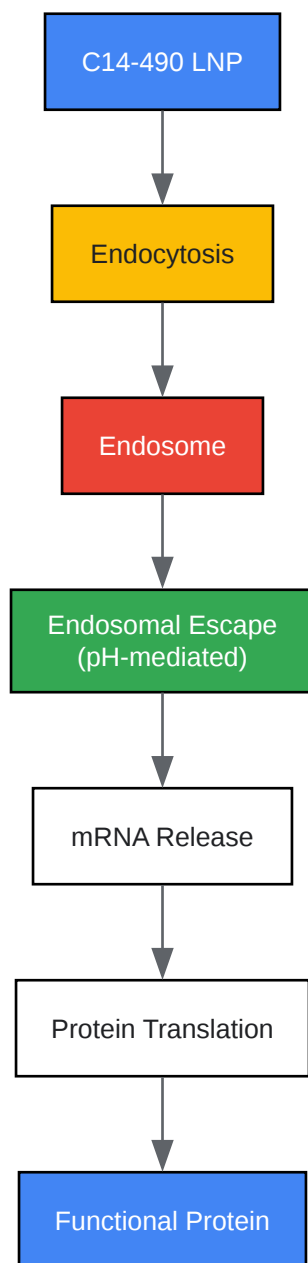 C14-490 LNP
Endocytosis
Endosome
Endosomal Escape
(pH-mediated)
mRNA Release
Protein Translation
Functional Protein